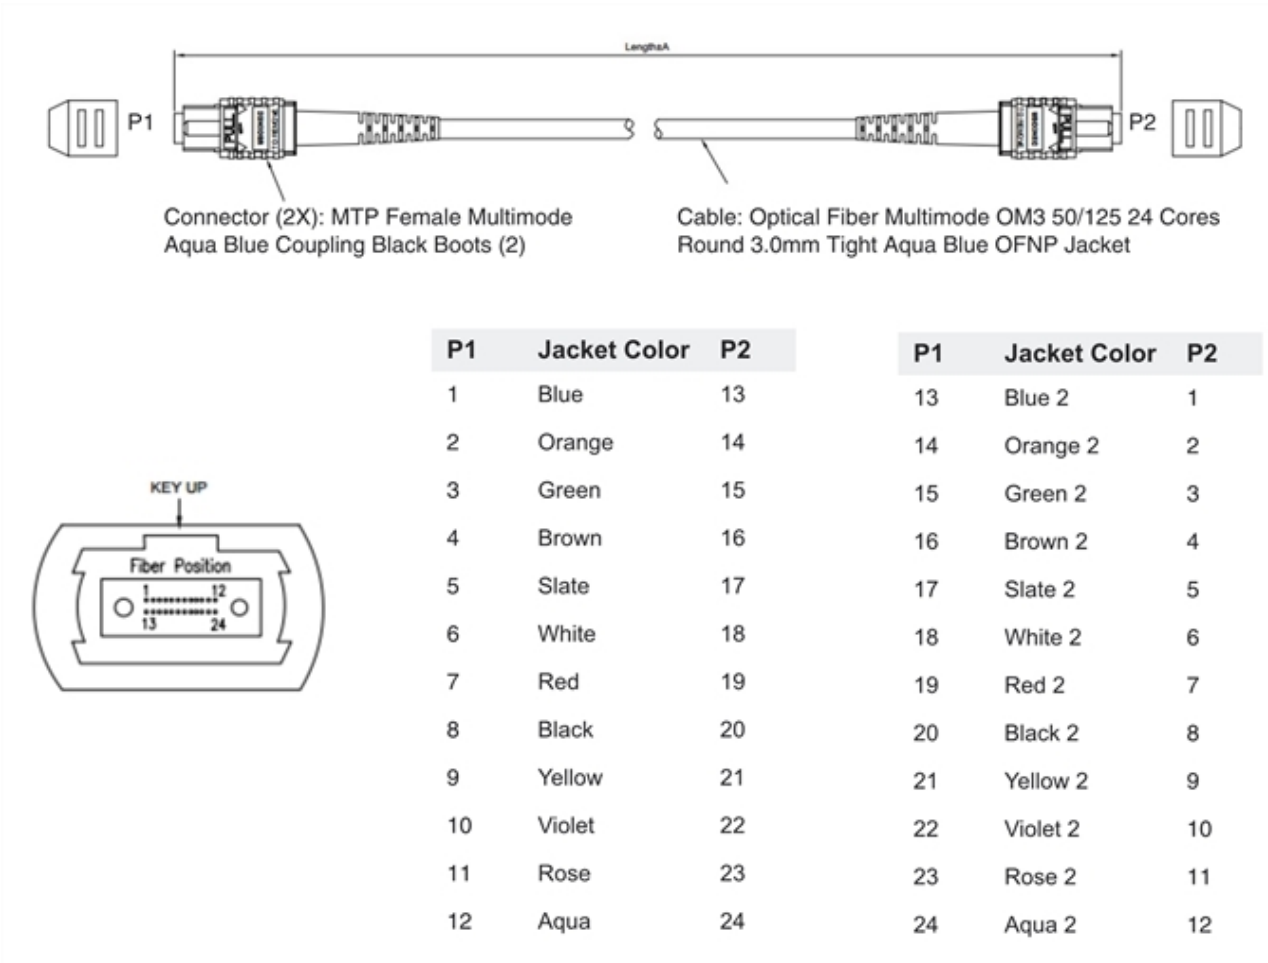 Length±A
P1
PULL
PULL
P2
Connector (2X): MTP Female Multimode
Aqua Blue Coupling Black Boots (2)
Cable: Optical Fiber Multimode OM3 50/125 24 Cores
Round 3.0mm Tight Aqua Blue OFNP Jacket
KEY UP
Fiber Position
1 12
13 24
P1 Jacket Color P2
1 Blue 13
2 Orange 14
3 Green 15
4 Brown 16
5 Slate 17
6 White 18
7 Red 19
8 Black 20
9 Yellow 21
10 Violet 22
11 Rose 23
12 Aqua 24
P1 Jacket Color P2
13 Blue 2 1
14 Orange 2 2
15 Green 2 3
16 Brown 2 4
17 Slate 2 5
18 White 2 6
19 Red 2 7
20 Black 2 8
21 Yellow 2 9
22 Violet 2 10
23 Rose 2 11
24 Aqua 2 12